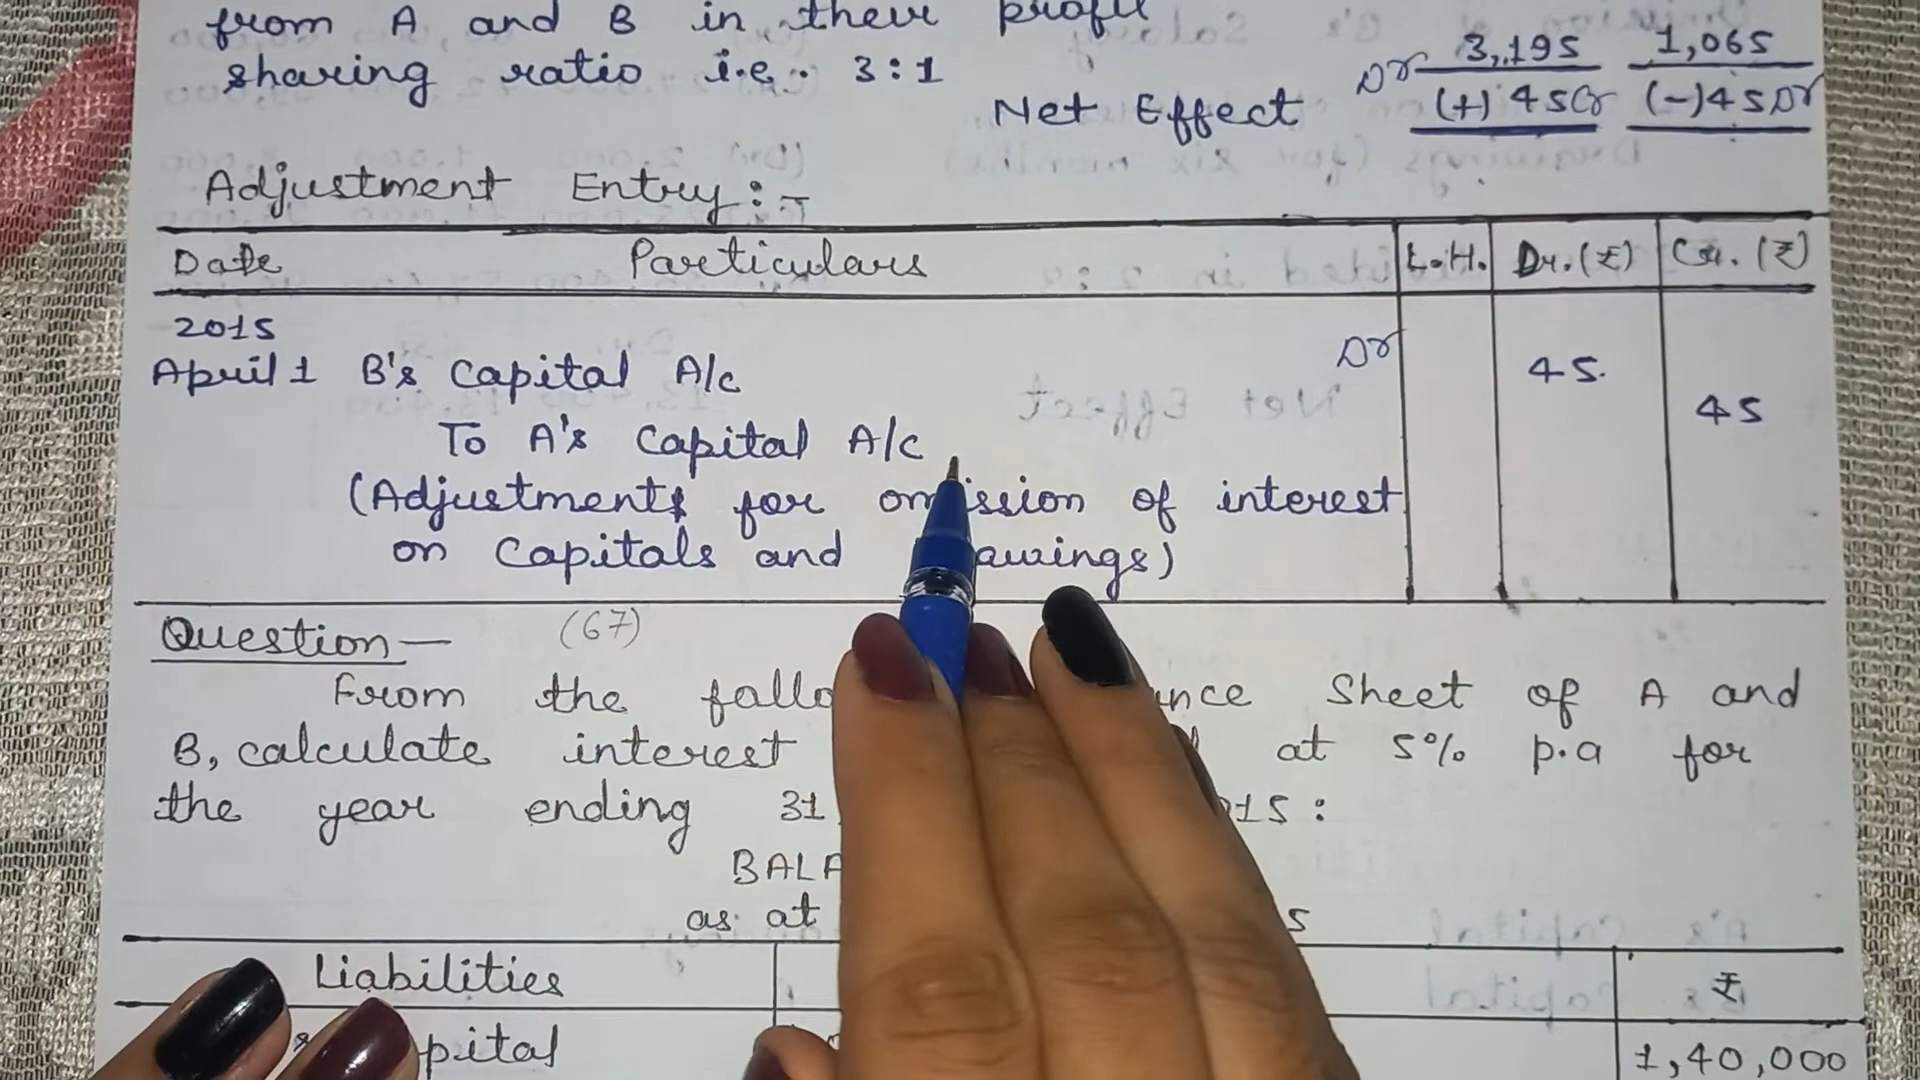 from A and B in their profit
sharing ratio i.e. 3:1
Dr 3,195 1,065
Net Effect (+) 45Cr (-) 45Dr
Adjustment Entry:-
Date Particulars L.H. Dr. (₹) Cr. (₹)
2015
April 1 B's Capital A/c Dr 45
To A's Capital A/c 45
(Adjustments for omission of interest
on Capitals and
Question — (67)
From the Sheet of A and
B, calculate interest at 5% p.a for
the year ending 31
as at
Liabilities ₹
1,40,000